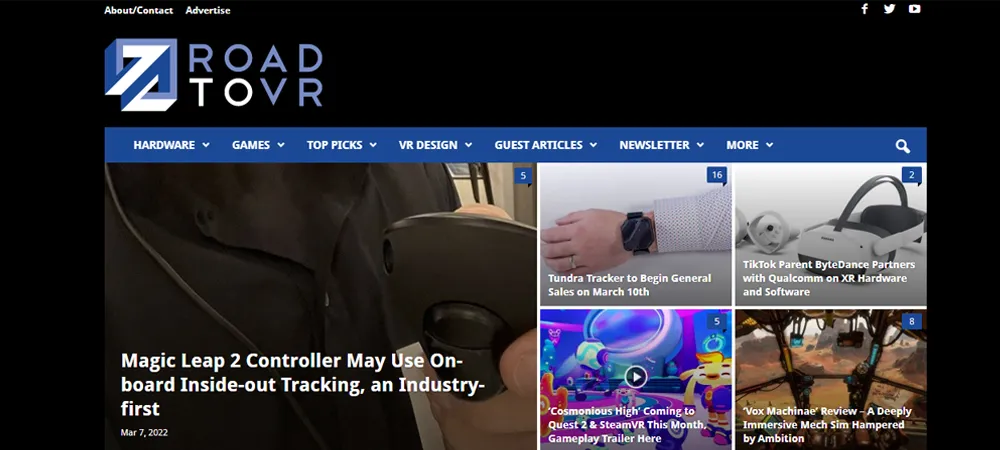 About/Contact Advertise
ROAD
TOVR
HARDWARE GAMES TOP PICKS VR DESIGN GUEST ARTICLES NEWSLETTER MORE
5
Magic Leap 2 Controller May Use On-
board Inside-out Tracking, an Industry-
first
Mar 7, 2022
16
Tundra Tracker to Begin General
Sales on March 10th
2
TikTok Parent ByteDance Partners
with Qualcomm on XR Hardware
and Software
5
'Cosmonious High' Coming to
Quest 2 & SteamVR This Month,
Gameplay Trailer Here
8
'Vox Machinae' Review – A Deeply
Immersive Mech Sim Hampered
by Ambition